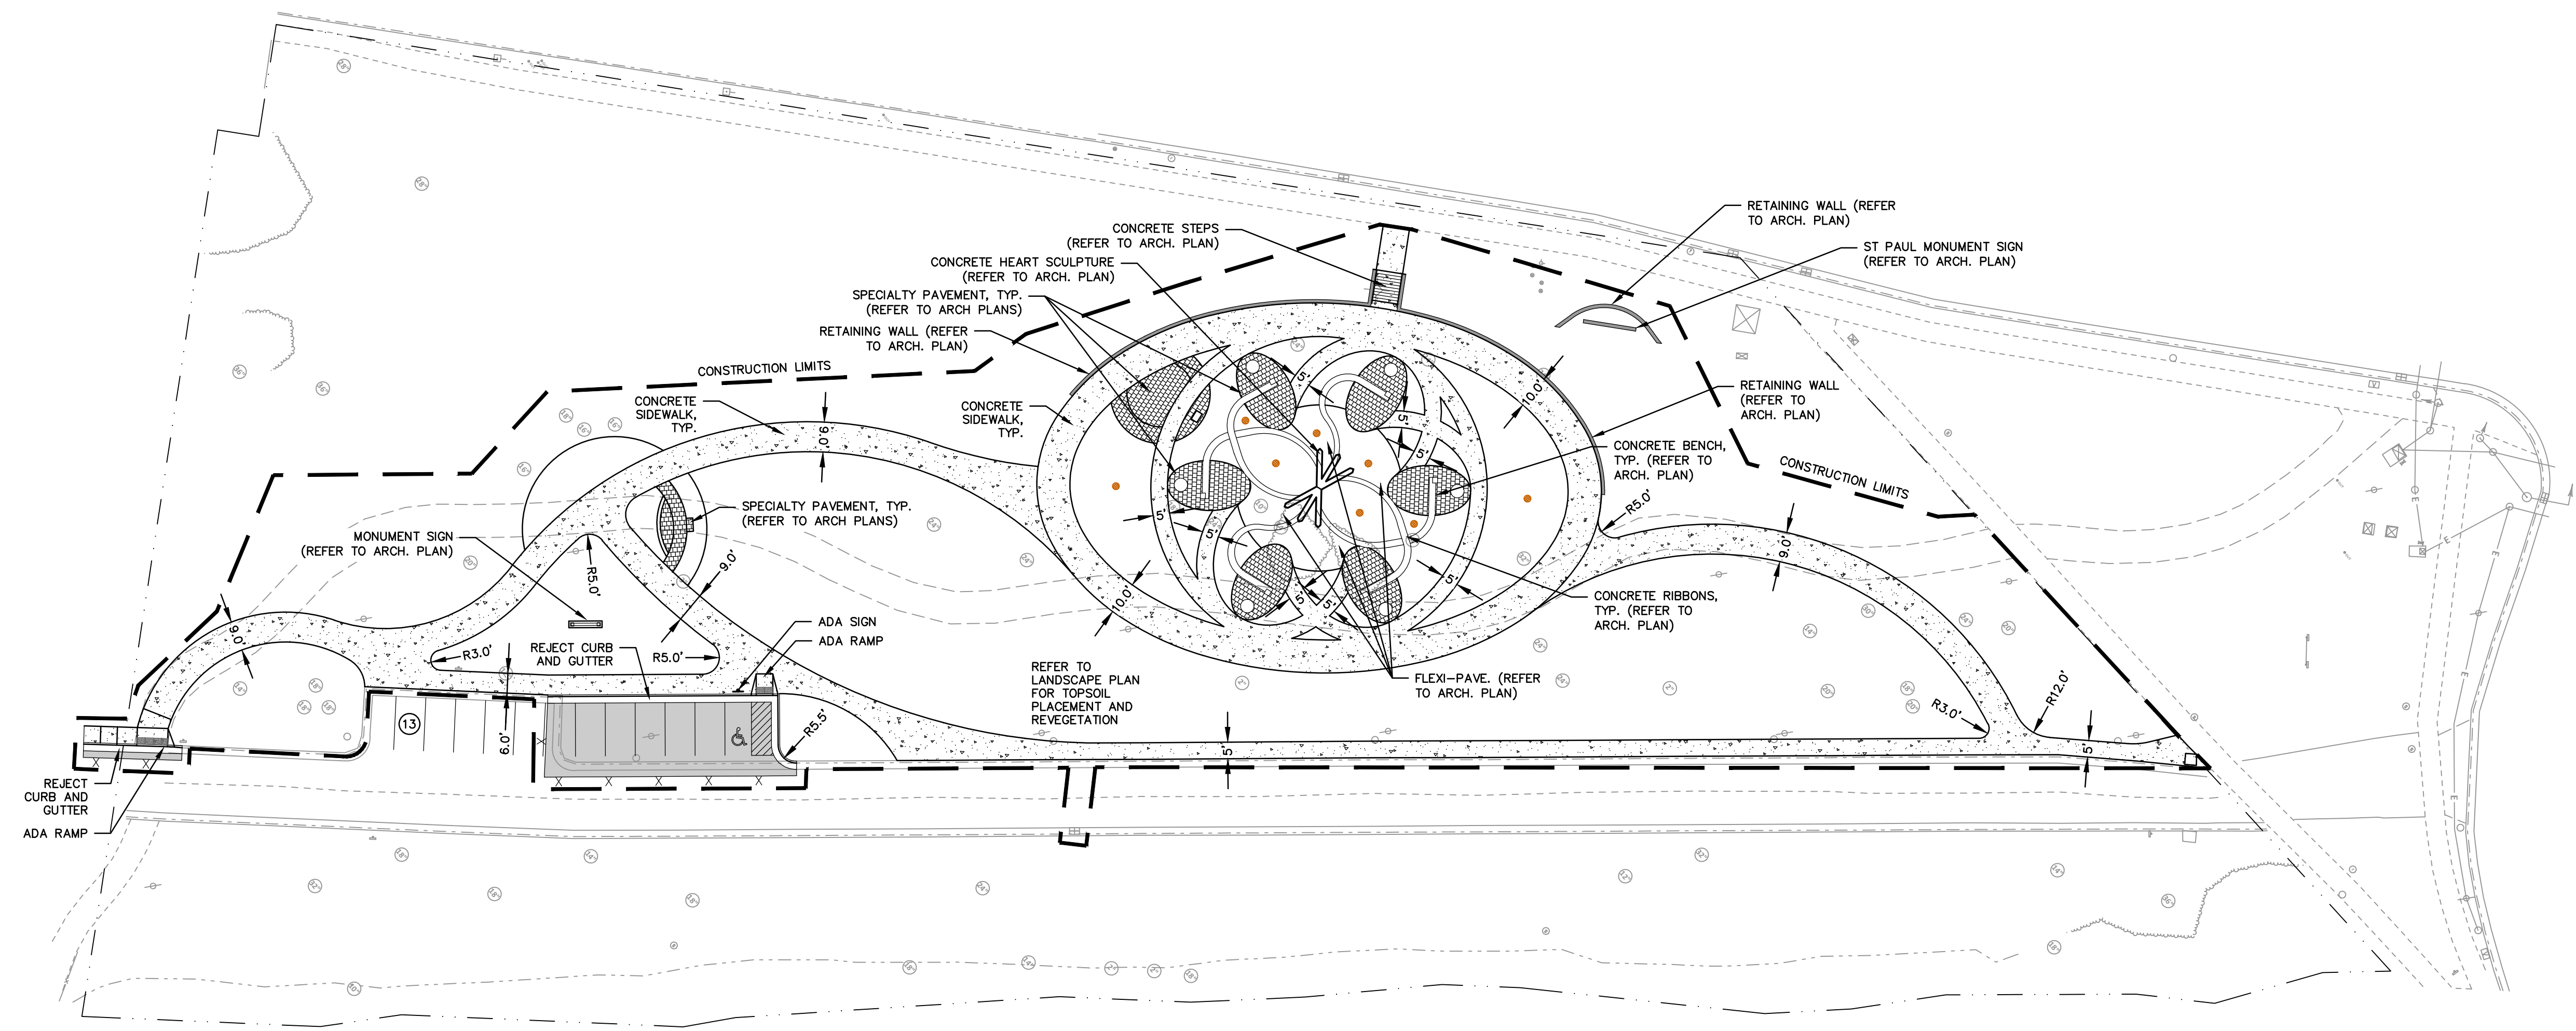 RETAINING WALL (REFER
TO ARCH. PLAN)
CONCRETE STEPS
(REFER TO ARCH. PLAN)
ST PAUL MONUMENT SIGN
(REFER TO ARCH. PLAN)
CONCRETE HEART SCULPTURE
(REFER TO ARCH. PLAN)
SPECIALTY PAVEMENT, TYP.
(REFER TO ARCH PLANS)
RETAINING WALL (REFER
TO ARCH. PLAN)
CONSTRUCTION LIMITS
CONCRETE
SIDEWALK,
TYP.
CONCRETE
SIDEWALK,
TYP.
RETAINING WALL
(REFER TO
ARCH. PLAN)
10.0'
5'
5'
5'
9.0'
CONCRETE BENCH,
TYP. (REFER TO
ARCH. PLAN)
CONSTRUCTION LIMITS
R5.0'
SPECIALTY PAVEMENT, TYP.
(REFER TO ARCH PLANS)
MONUMENT SIGN
(REFER TO ARCH. PLAN)
5'
5'
9.0'
R5.0'
9.0'
10.0'
5'
5'
5'
CONCRETE RIBBONS,
TYP. (REFER TO
ARCH. PLAN)
9.0'
ADA SIGN
ADA RAMP
REJECT CURB
AND GUTTER
R3.0'
R5.0'
REFER TO
LANDSCAPE PLAN
FOR TOPSOIL
PLACEMENT AND
REVEGETATION
FLEXI-PAVE. (REFER
TO ARCH. PLAN)
R3.0'
R12.0'
13
6.0'
R5.5'
5'
5'
REJECT
CURB AND
GUTTER
ADA RAMP